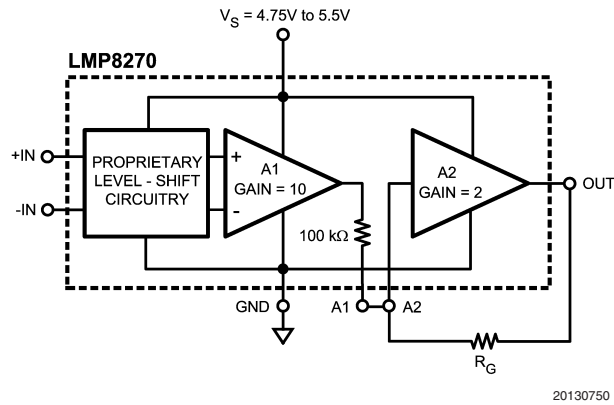 V_S = 4.75V to 5.5V
LMP8270
+IN
-IN
PROPRIETARY
LEVEL - SHIFT
CIRCUITRY
+
-
A1
GAIN = 10
A2
GAIN = 2
OUT
100 kΩ
GND
A1
A2
R_G
20130750